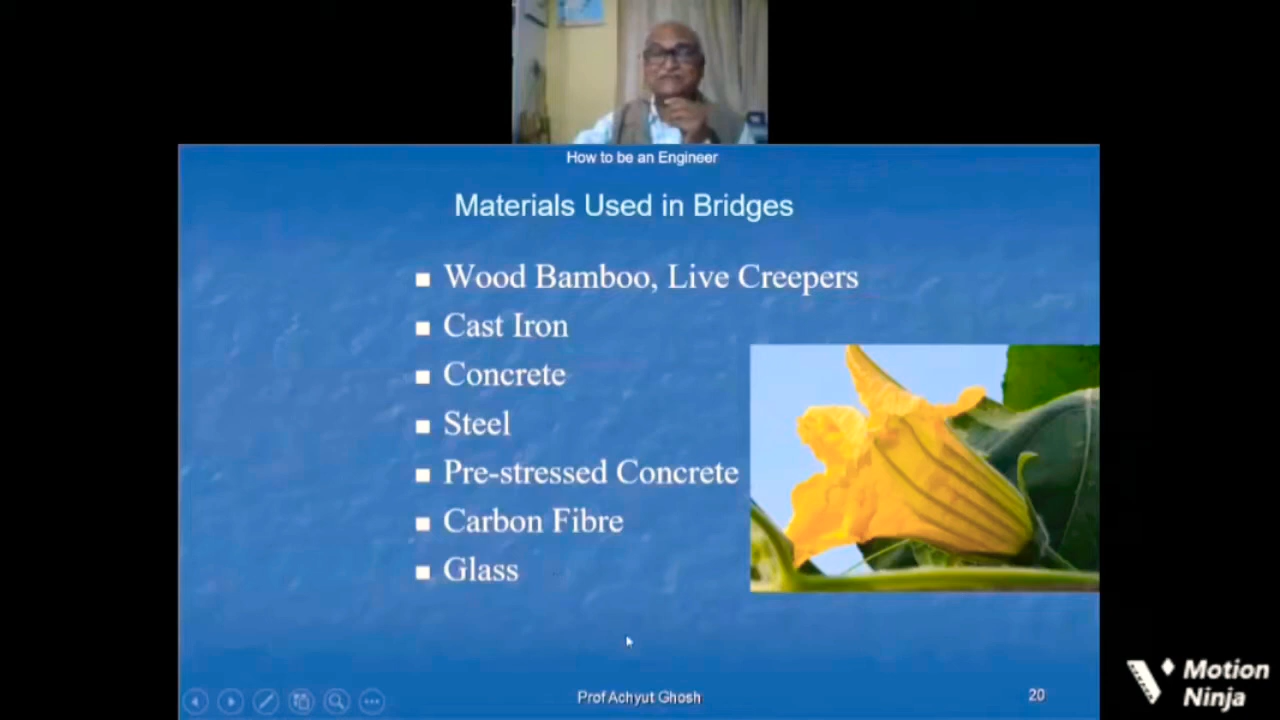 How to be an Engineer
Materials Used in Bridges
Wood Bamboo, Live Creepers
Cast Iron
Concrete
Steel
Pre-stressed Concrete
Carbon Fibre
Glass
Prof Achyut Ghosh
20
Motion
Ninja